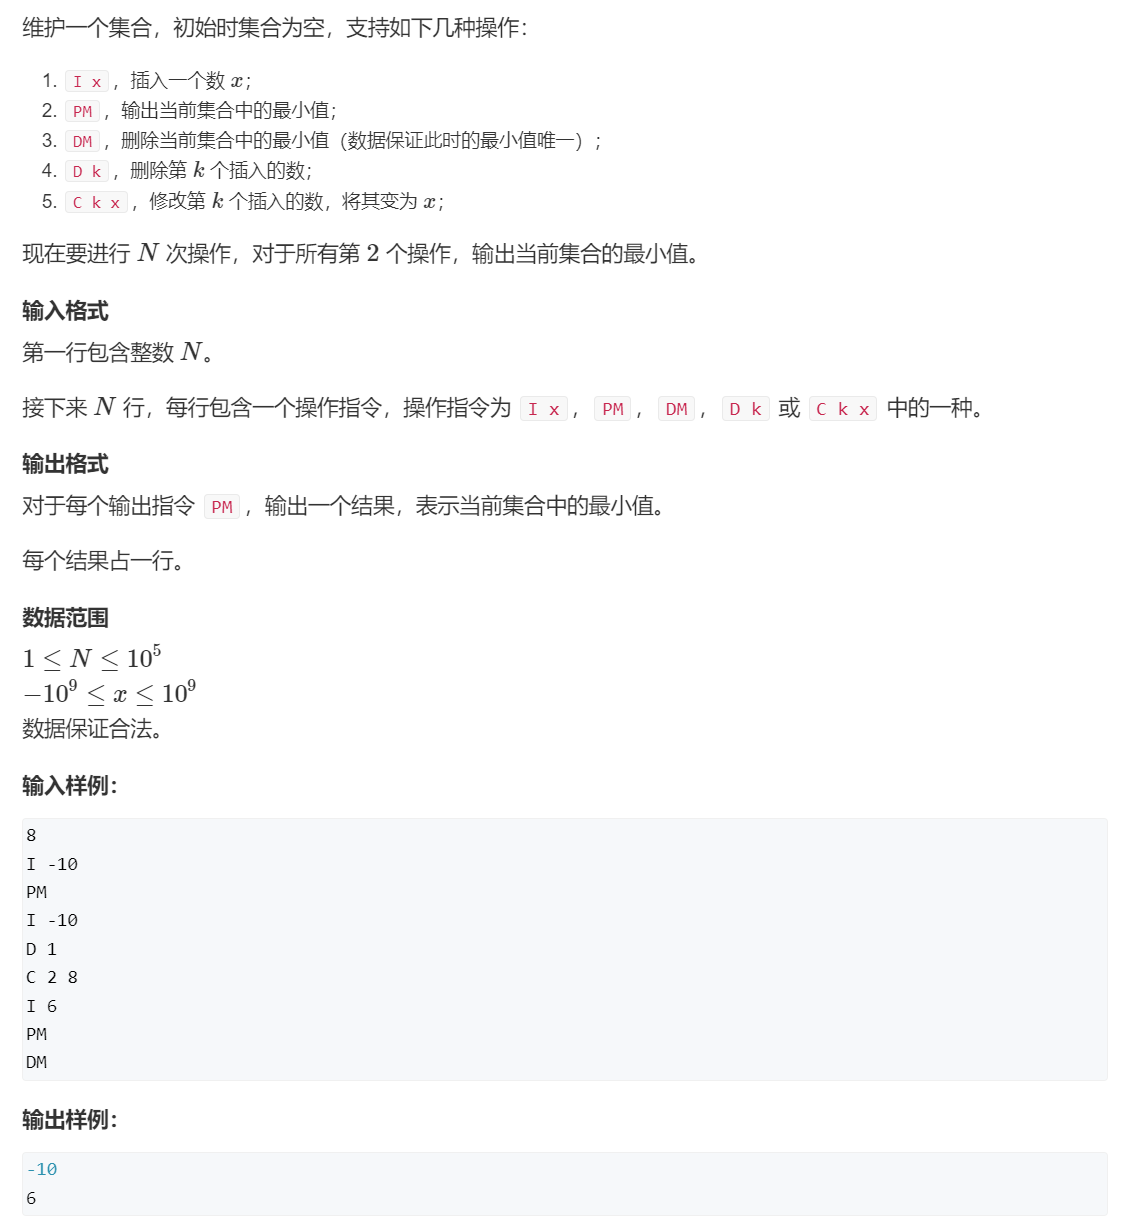 维护一个集合，初始时集合为空，支持如下几种操作：
1. I x，插入一个数 x；
2. PM，输出当前集合中的最小值；
3. DM，删除当前集合中的最小值（数据保证此时的最小值唯一）；
4. D k，删除第 k 个插入的数；
5. C k x，修改第 k 个插入的数，将其变为 x；
现在要进行 N 次操作，对于所有第 2 个操作，输出当前集合的最小值。
输入格式
第一行包含整数 N。
接下来 N 行，每行包含一个操作指令，操作指令为 I x，PM，DM，D k 或 C k x 中的一种。
输出格式
对于每个输出指令 PM，输出一个结果，表示当前集合中的最小值。
每个结果占一行。
数据范围
1 ≤ N ≤ 10⁵
−10⁹ ≤ x ≤ 10⁹
数据保证合法。
输入样例：
8
I -10
PM
I -10
D 1
C 2 8
I 6
PM
DM
输出样例：
-10
6